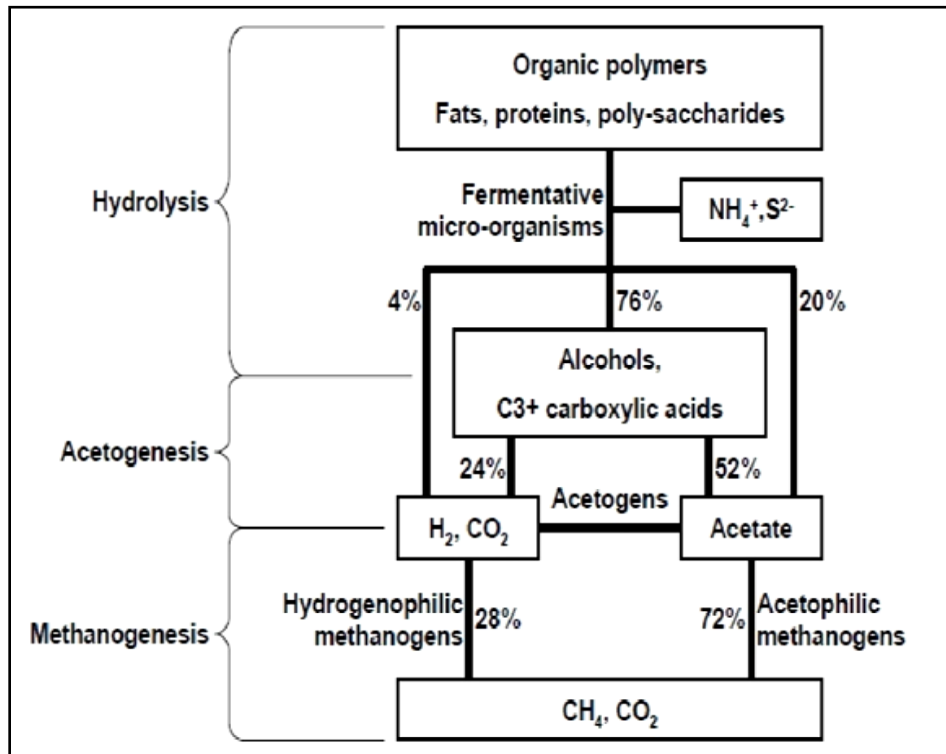 Organic polymers
Fats, proteins, poly-saccharides
Hydrolysis
Fermentative
micro-organisms
NH₄⁺,S²⁻
4%
76%
20%
Alcohols,
C3+ carboxylic acids
Acetogenesis
24%
52%
Acetogens
H₂, CO₂
Acetate
Methanogenesis
Hydrogenophilic
methanogens
28%
72%
Acetophilic
methanogens
CH₄, CO₂